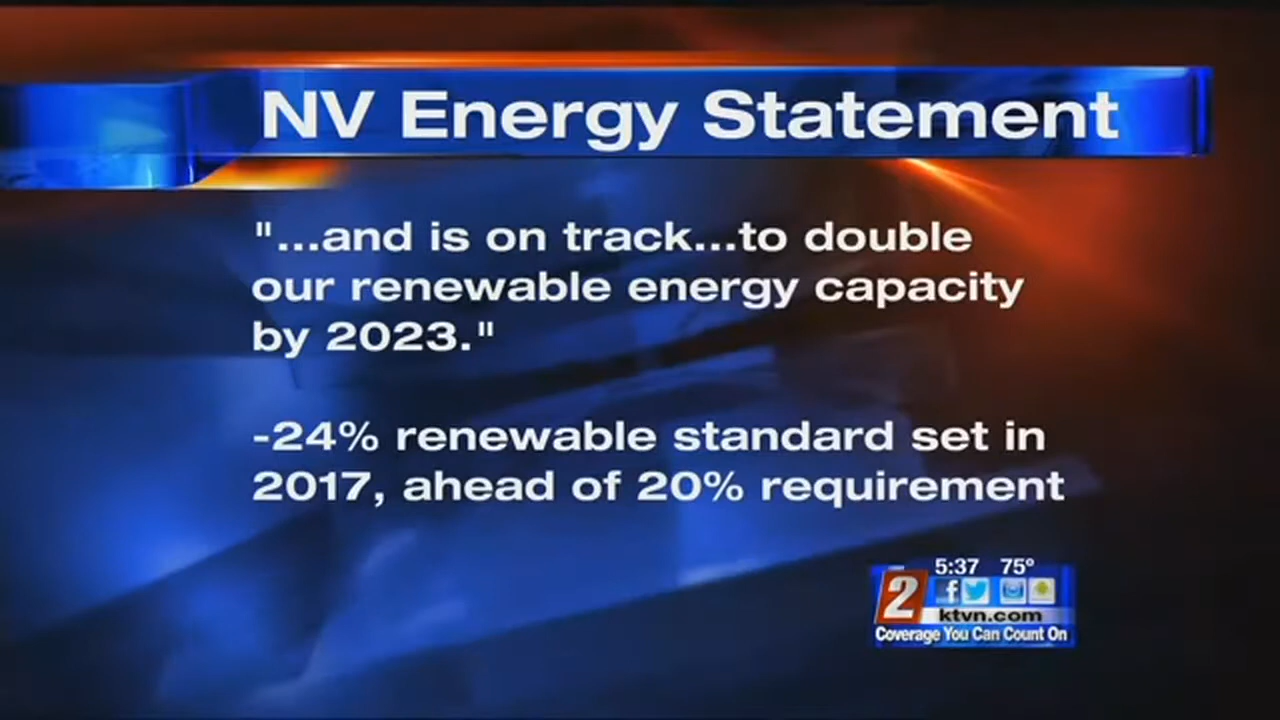 NV Energy Statement
"...and is on track...to double
our renewable energy capacity
by 2023."
-24% renewable standard set in
2017, ahead of 20% requirement
5:37 75°
2
ktvn.com
Coverage You Can Count On